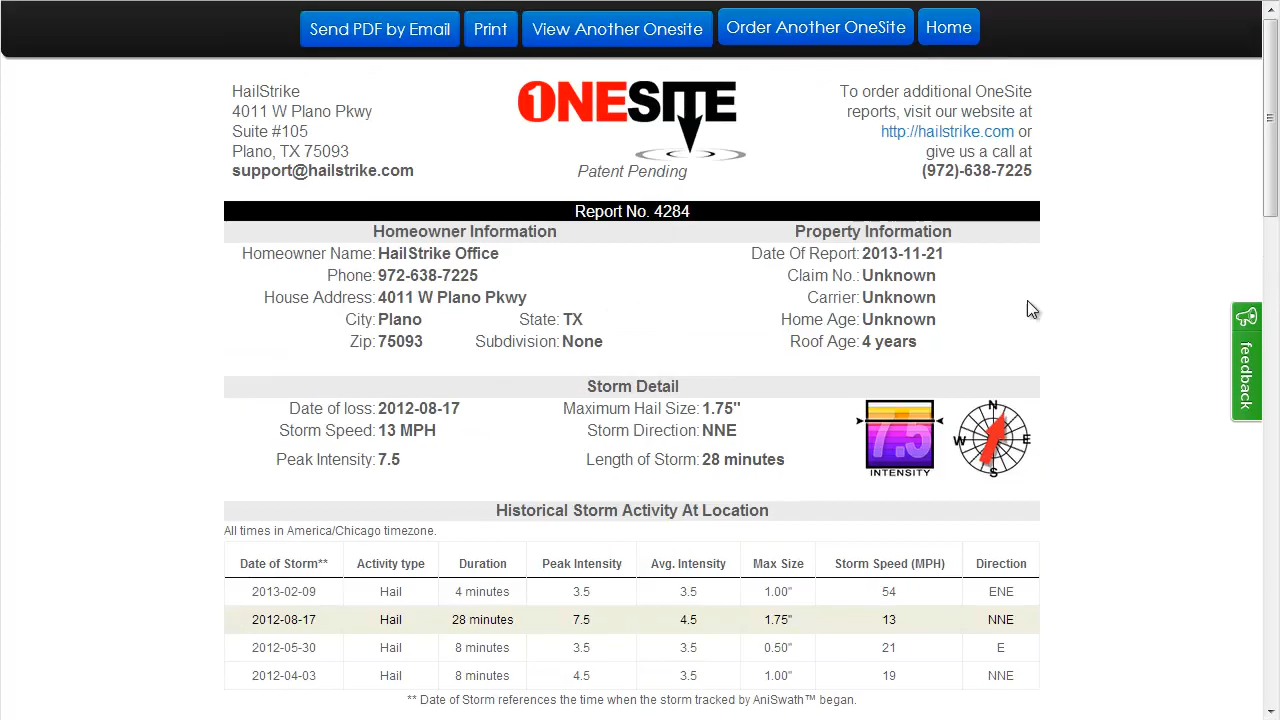 Send PDF by Email Print View Another Onesite Order Another OneSite Home
HailStrike
4011 W Plano Pkwy
Suite #105
Plano, TX 75093
support@hailstrike.com
1NESITE
Patent Pending
To order additional OneSite
reports, visit our website at
http://hailstrike.com or
give us a call at
(972)-638-7225
Report No. 4284
Homeowner Information
Homeowner Name: HailStrike Office
Phone: 972-638-7225
House Address: 4011 W Plano Pkwy
City: Plano State: TX
Zip: 75093 Subdivision: None
Property Information
Date Of Report: 2013-11-21
Claim No.: Unknown
Carrier: Unknown
Home Age: Unknown
Roof Age: 4 years
Storm Detail
Date of loss: 2012-08-17 Maximum Hail Size: 1.75"
Storm Speed: 13 MPH Storm Direction: NNE
Peak Intensity: 7.5 Length of Storm: 28 minutes
7.5
INTENSITY
N
W E
S
Historical Storm Activity At Location
All times in America/Chicago timezone.
Date of Storm** Activity type Duration Peak Intensity Avg. Intensity Max Size Storm Speed (MPH) Direction
2013-02-09 Hail 4 minutes 3.5 3.5 1.00" 54 ENE
2012-08-17 Hail 28 minutes 7.5 4.5 1.75" 13 NNE
2012-05-30 Hail 8 minutes 3.5 3.5 0.50" 21 E
2012-04-03 Hail 8 minutes 4.5 3.5 1.00" 19 NNE
** Date of Storm references the time when the storm tracked by AniSwath™ began.
feedback